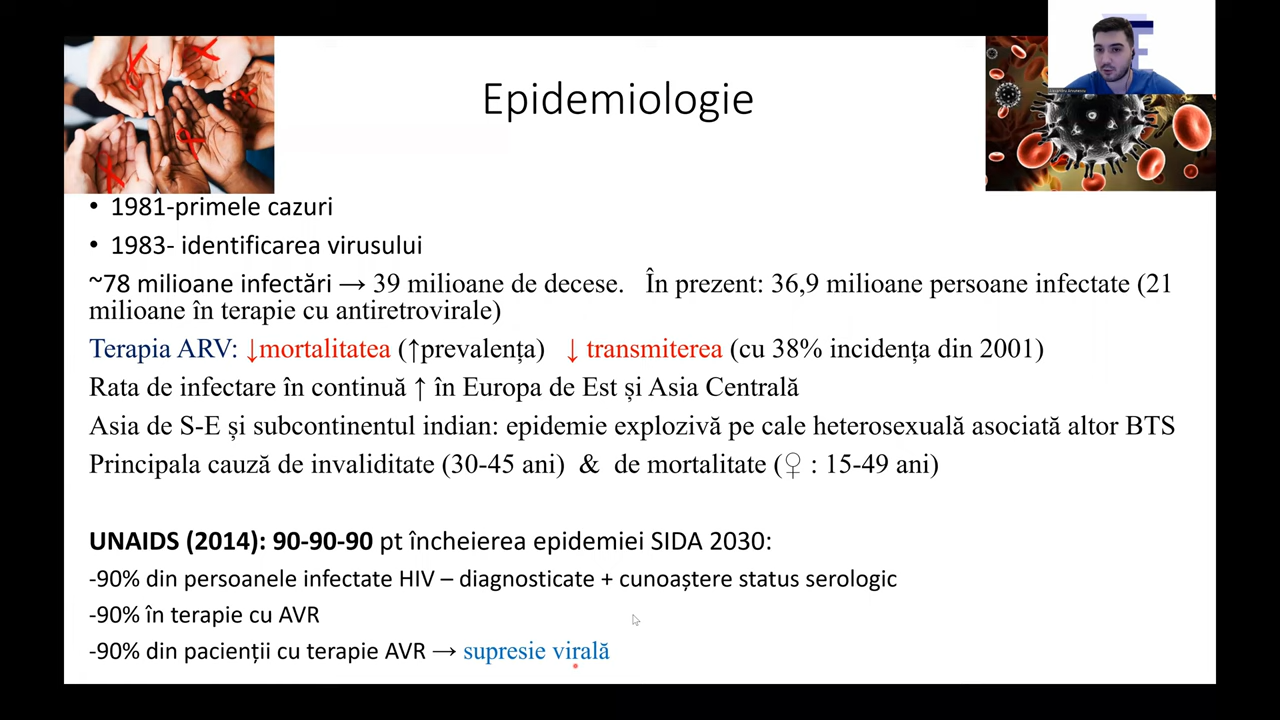 Epidemiologie
• 1981-primele cazuri
• 1983- identificarea virusului
~78 milioane infectări → 39 milioane de decese. În prezent: 36,9 milioane persoane infectate (21
milioane în terapie cu antiretrovirale)
Terapia ARV: ↓mortalitatea (↑prevalența) ↓ transmiterea (cu 38% incidența din 2001)
Rata de infectare în continuă ↑ în Europa de Est și Asia Centrală
Asia de S-E și subcontinentul indian: epidemie explozivă pe cale heterosexuală asociată altor BTS
Principala cauză de invaliditate (30-45 ani) & de mortalitate (♀ : 15-49 ani)
UNAIDS (2014): 90-90-90 pt încheierea epidemiei SIDA 2030:
-90% din persoanele infectate HIV – diagnosticate + cunoaștere status serologic
-90% în terapie cu AVR
-90% din pacienții cu terapie AVR → supresie virală